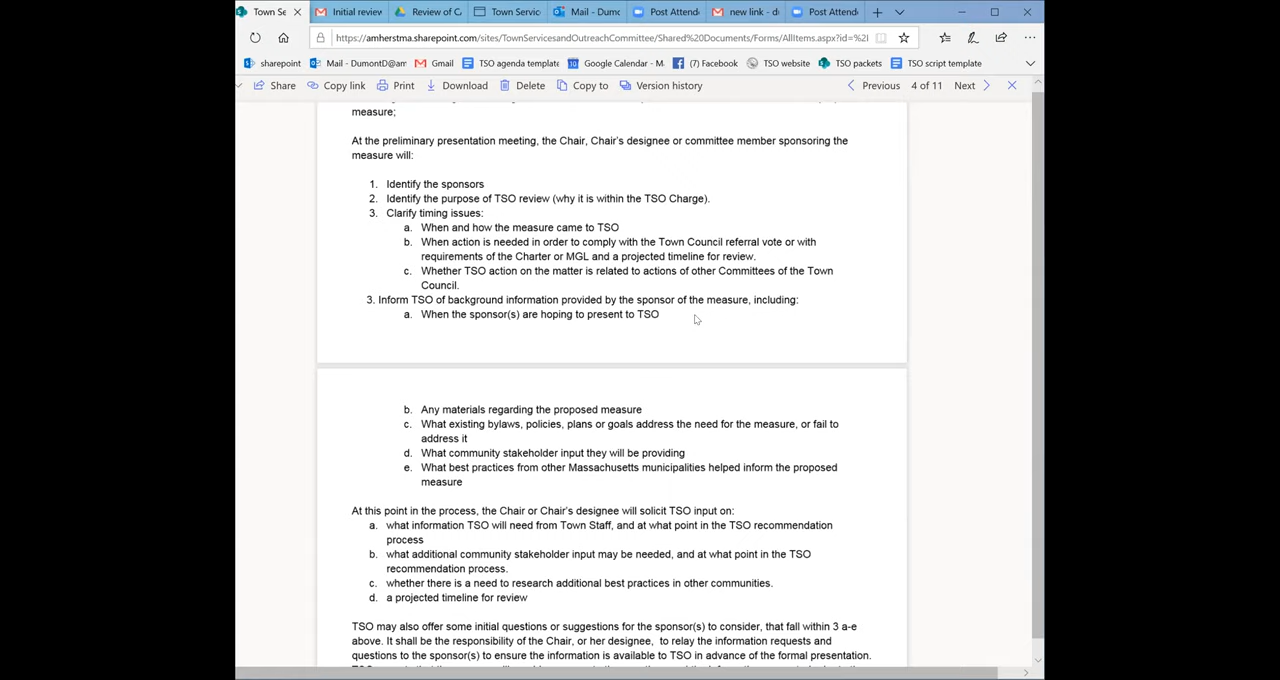 Town Se
Initial review
Review of C
Town Servic
Mail - Dumo
Post Attend
new link - d
Post Attend
https://amherstma.sharepoint.com/sites/TownServicesandOutreachCommittee/Shared%20Documents/Forms/AllItems.aspx?id=%2
sharepoint
Mail - DumontD@am
Gmail
TSO agenda template
Google Calendar - M
(7) Facebook
TSO website
TSO packets
TSO script template
Share
Copy link
Print
Download
Delete
Copy to
Version history
Previous
4 of 11
Next
measure;
At the preliminary presentation meeting, the Chair, Chair's designee or committee member sponsoring the
measure will:
1. Identify the sponsors
2. Identify the purpose of TSO review (why it is within the TSO Charge).
3. Clarify timing issues:
a. When and how the measure came to TSO
b. When action is needed in order to comply with the Town Council referral vote or with
requirements of the Charter or MGL and a projected timeline for review.
c. Whether TSO action on the matter is related to actions of other Committees of the Town
Council.
3. Inform TSO of background information provided by the sponsor of the measure, including:
a. When the sponsor(s) are hoping to present to TSO
b. Any materials regarding the proposed measure
c. What existing bylaws, policies, plans or goals address the need for the measure, or fail to
address it
d. What community stakeholder input they will be providing
e. What best practices from other Massachusetts municipalities helped inform the proposed
measure
At this point in the process, the Chair or Chair's designee will solicit TSO input on:
a. what information TSO will need from Town Staff, and at what point in the TSO recommendation
process
b. what additional community stakeholder input may be needed, and at what point in the TSO
recommendation process.
c. whether there is a need to research additional best practices in other communities.
d. a projected timeline for review
TSO may also offer some initial questions or suggestions for the sponsor(s) to consider, that fall within 3 a-e
above. It shall be the responsibility of the Chair, or her designee, to relay the information requests and
questions to the sponsor(s) to ensure the information is available to TSO in advance of the formal presentation.